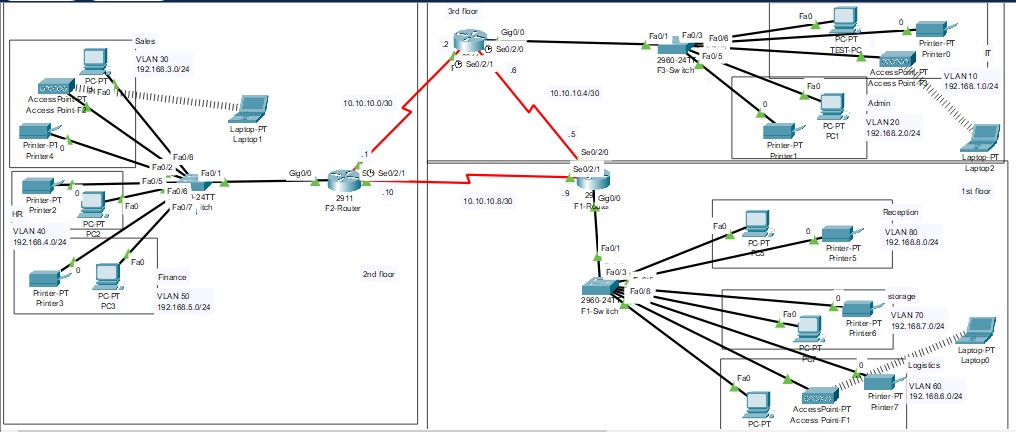 3rd floor
Gig0/0
.2
Se0/2/0
Se0/2/1
.6
10.10.10.0/30
10.10.10.4/30
.5
Se0/2/0
.1
Fa0/1
Fa0/3
Fa0/6
Fa0/5
2960-24TT
F3-Switch
Fa0
PC-PT
TEST-PC
0
Printer-PT
Printer0
IT
VLAN 10
192.168.1.0/24
AccessPoint-PT
Fa0
PC-PT
PC1
Admin
VLAN 20
192.168.2.0/24
0
Printer-PT
Printer1
Laptop-PT
Laptop2
Sales
VLAN 30
192.168.3.0/24
PC-PT
Fa0
AccessPoint-PT
Access Point-F2
Laptop-PT
Laptop1
Printer-PT
Printer4
0
Fa0/8
Fa0/2
Fa0/5
Fa0/6
Fa0/7
Fa0/1
-24TT
itch
Gig0/0
Se0/2/1
2911
F2-Router
.10
10.10.10.8/30
Printer-PT
Printer2
0
PC-PT
PC2
Fa0
HR
VLAN 40
192.168.4.0/24
Printer-PT
Printer3
0
PC-PT
PC3
Fa0
Finance
VLAN 50
192.168.5.0/24
2nd floor
Se0/2/1
.9
29
F1-Router
Gig0/0
1st floor
Fa0/1
Fa0/3
Fa0/8
2960-24TT
F1-Switch
Fa0
PC-PT
0
Printer-PT
Printer5
Reception
VLAN 80
192.168.8.0/24
0
Printer-PT
Printer6
Fa0
PC-PT
storage
VLAN 70
192.168.7.0/24
Laptop-PT
Laptop0
Fa0
PC-PT
AccessPoint-PT
Access Point-F1
0
Printer-PT
Printer7
Logistics
VLAN 60
192.168.6.0/24